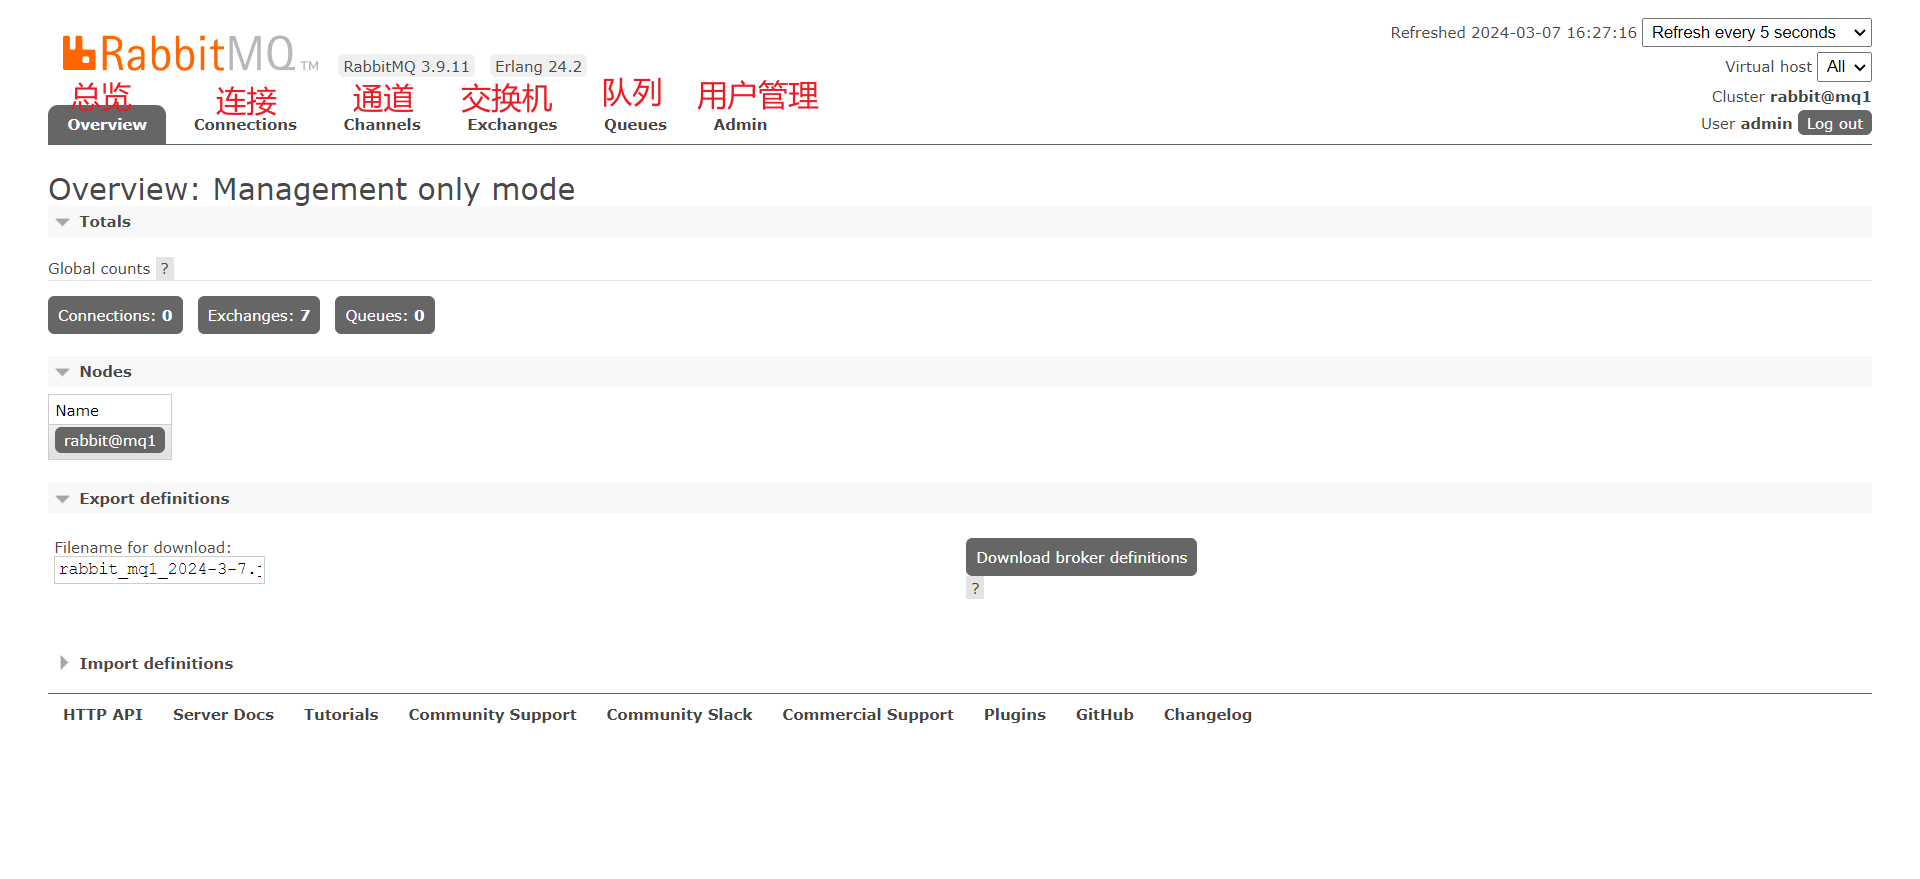 Refreshed 2024-03-07 16:27:16 Refresh every 5 seconds
RabbitMQ TM RabbitMQ 3.9.11 Erlang 24.2
Virtual host All
Cluster rabbit@mq1
User admin Log out
总览 连接 通道 交换机 队列 用户管理
Overview Connections Channels Exchanges Queues Admin
Overview: Management only mode
Totals
Global counts ?
Connections: 0 Exchanges: 7 Queues: 0
Nodes
Name
rabbit@mq1
Export definitions
Filename for download:
rabbit_mq1_2024-3-7.j
Download broker definitions
?
Import definitions
HTTP API Server Docs Tutorials Community Support Community Slack Commercial Support Plugins GitHub Changelog